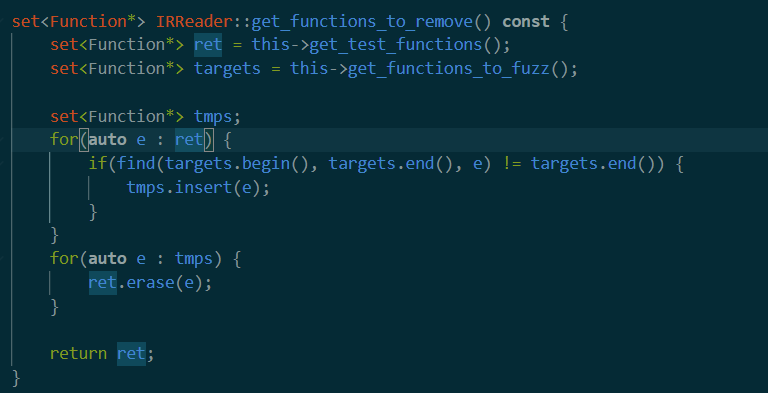 set<Function*> IRReader::get_functions_to_remove() const {
    set<Function*> ret = this->get_test_functions();
    set<Function*> targets = this->get_functions_to_fuzz();

    set<Function*> tmps;
    for(auto e : ret) {
        if(find(targets.begin(), targets.end(), e) != targets.end()) {
            tmps.insert(e);
        }
    }
    for(auto e : tmps) {
        ret.erase(e);
    }

    return ret;
}